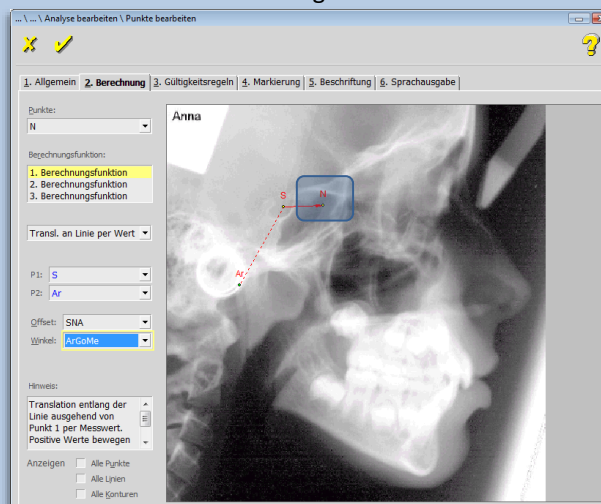 ... \ ... \ Analyse bearbeiten \ Punkte bearbeiten
1. Allgemein 2. Berechnung 3. Gültigkeitsregeln 4. Markierung 5. Beschriftung 6. Sprachausgabe
Punkte:
N
Berechnungsfunktion:
1. Berechnungsfunktion
2. Berechnungsfunktion
3. Berechnungsfunktion
Transl. an Linie per Wert
P1: S
P2: Ar
Offset: SNA
Winkel: ArGoMe
Hinweis:
Translation entlang der
Linie ausgehend von
Punkt 1 per Messwert.
Positive Werte bewegen
Anzeigen Alle Punkte
Alle Linien
Alle Konturen
Anna
S N
Ar